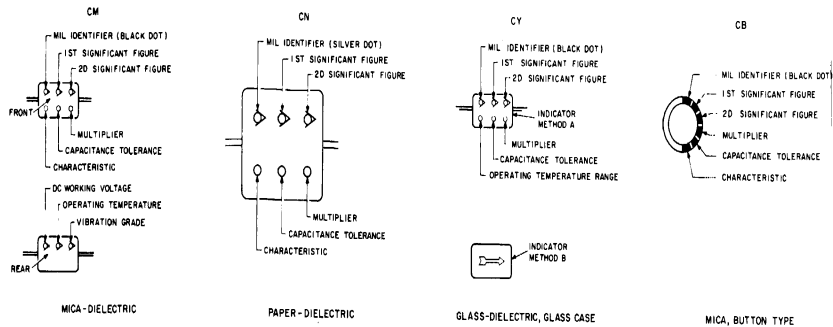 CM
MIL IDENTIFIER (BLACK DOT)
1ST SIGNIFICANT FIGURE
2D SIGNIFICANT FIGURE
FRONT
MULTIPLIER
CAPACITANCE TOLERANCE
CHARACTERISTIC
DC WORKING VOLTAGE
OPERATING TEMPERATURE
VIBRATION GRADE
REAR
MICA-DIELECTRIC
CN
MIL IDENTIFIER (SILVER DOT)
1ST SIGNIFICANT FIGURE
2D SIGNIFICANT FIGURE
MULTIPLIER
CAPACITANCE TOLERANCE
CHARACTERISTIC
PAPER-DIELECTRIC
CY
MIL IDENTIFIER (BLACK DOT)
1ST SIGNIFICANT FIGURE
2D SIGNIFICANT FIGURE
INDICATOR
METHOD A
MULTIPLIER
CAPACITANCE TOLERANCE
OPERATING TEMPERATURE RANGE
INDICATOR
METHOD B
GLASS-DIELECTRIC, GLASS CASE
CB
MIL IDENTIFIER (BLACK DOT)
1ST SIGNIFICANT FIGURE
2D SIGNIFICANT FIGURE
MULTIPLIER
CAPACITANCE TOLERANCE
CHARACTERISTIC
MICA, BUTTON TYPE